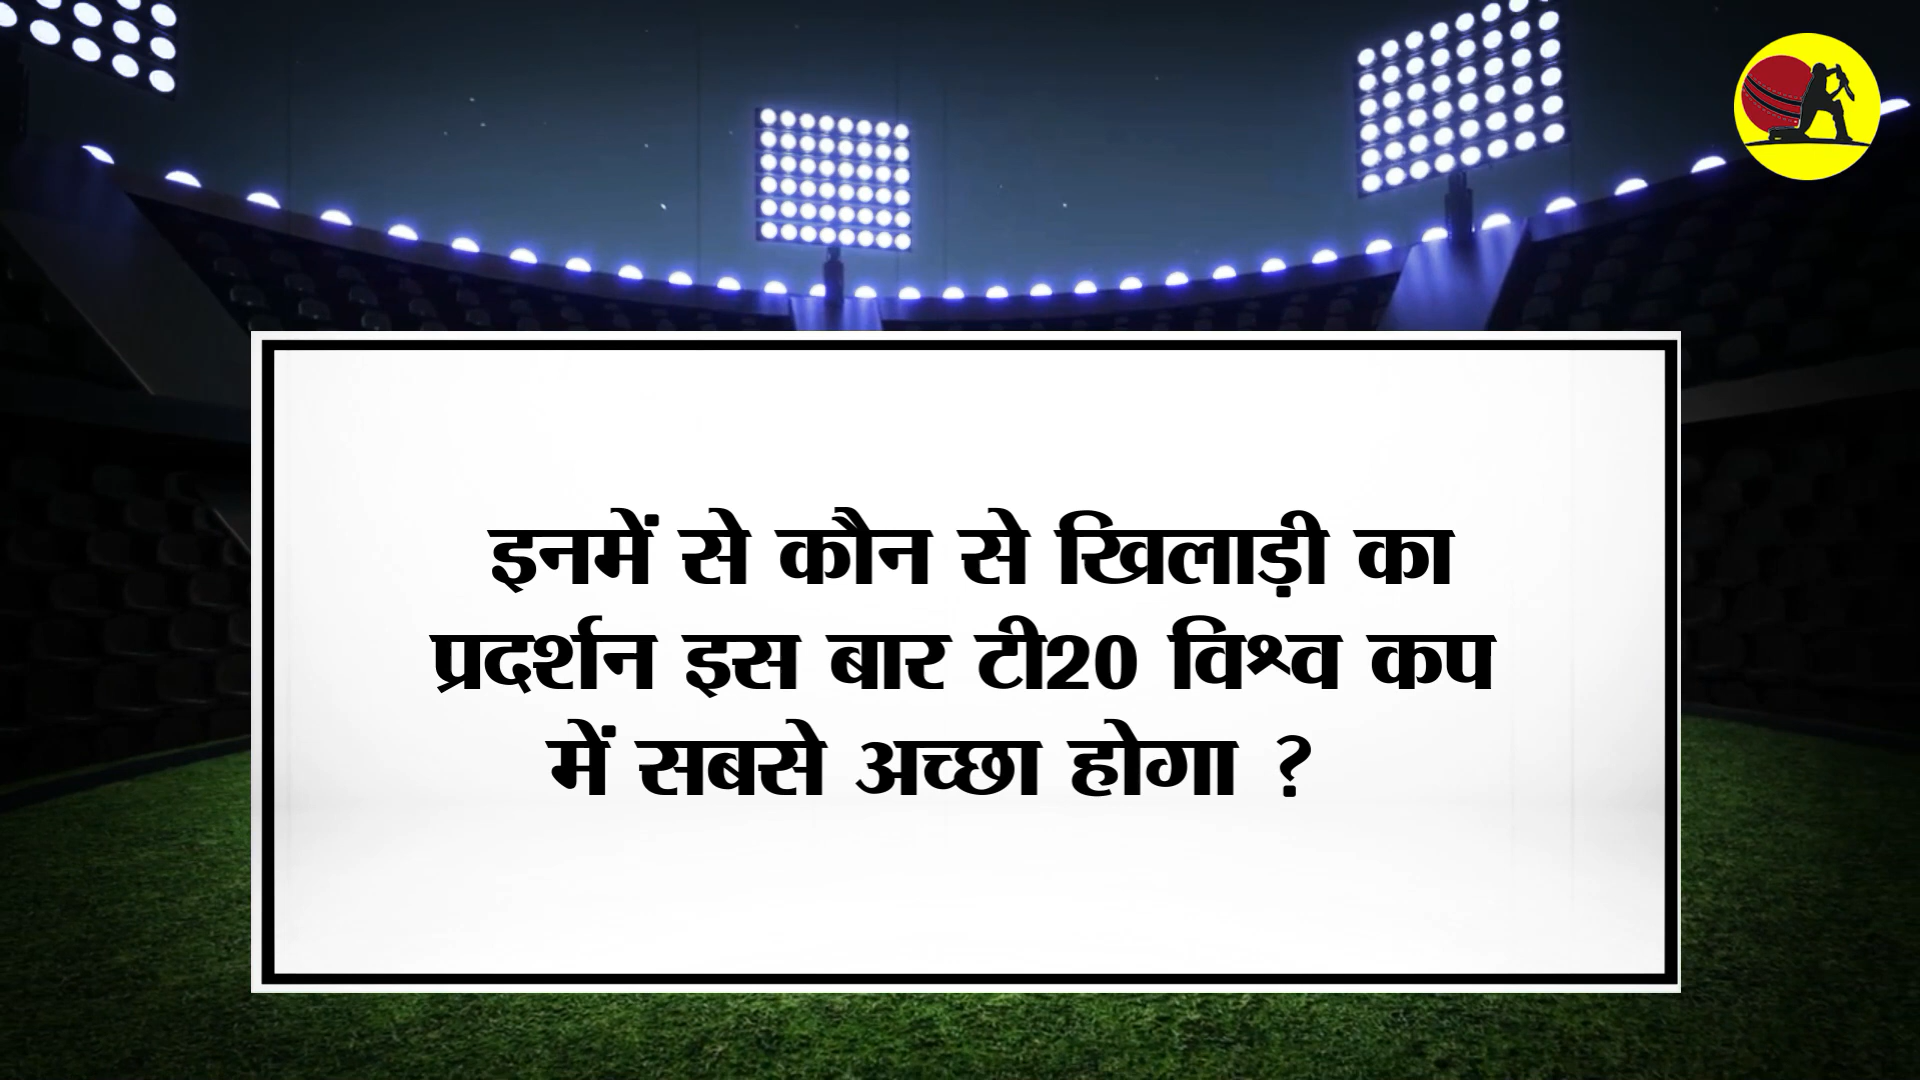 इनमें से कौन से खिलाड़ी का
प्रदर्शन इस बार टी20 विश्व कप
में सबसे अच्छा होगा ?